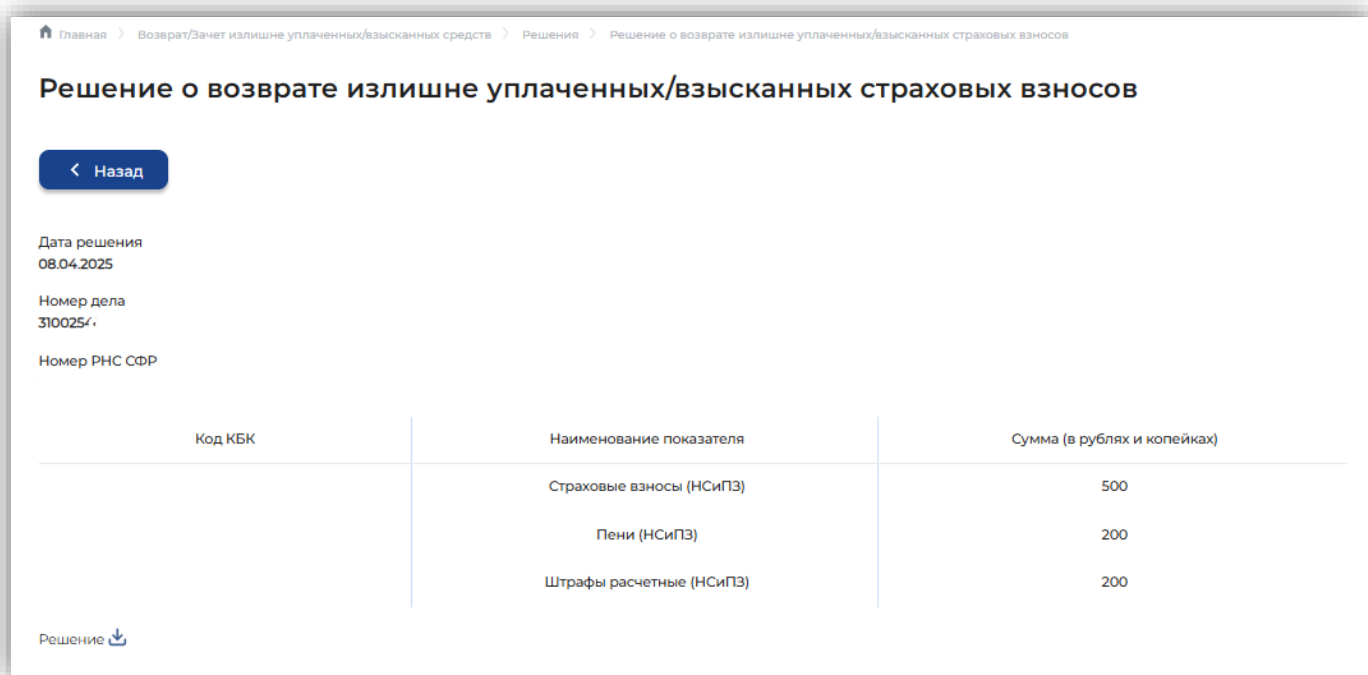 Главная > Возврат/Зачет излишне уплаченных/взысканных средств > Решения > Решение о возврате излишне уплаченных/взысканных страховых взносов
Решение о возврате излишне уплаченных/взысканных страховых взносов
< Назад
Дата решения
08.04.2025
Номер дела
3100254
Номер РНС СФР
Код КБК Наименование показателя Сумма (в рублях и копейках)
Страховые взносы (НСиПЗ) 500
Пени (НСиПЗ) 200
Штрафы расчетные (НСиПЗ) 200
Решение